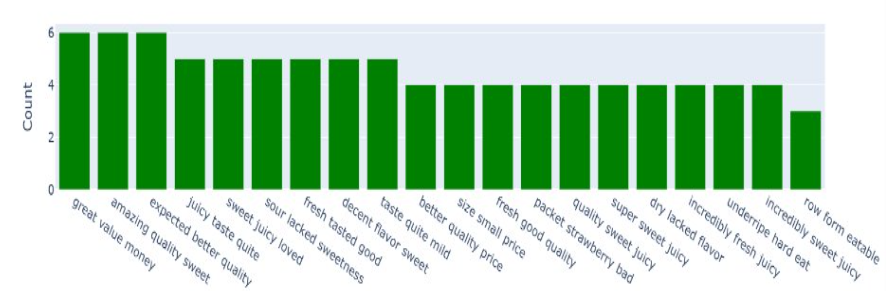 6
4
2
0
Count
great value money
amazing quality sweet
expected better quality
juicy taste quite
sweet juicy loved
sour lacked sweetness
fresh tasted good
decent flavor sweet
taste quite mild
better quality price
size small price
fresh good quality
packet strawberry bad
quality sweet juicy
super sweet juicy
dry lacked flavor
incredibly fresh juicy
underripe hard eat
incredibly sweet juicy
row form eatable